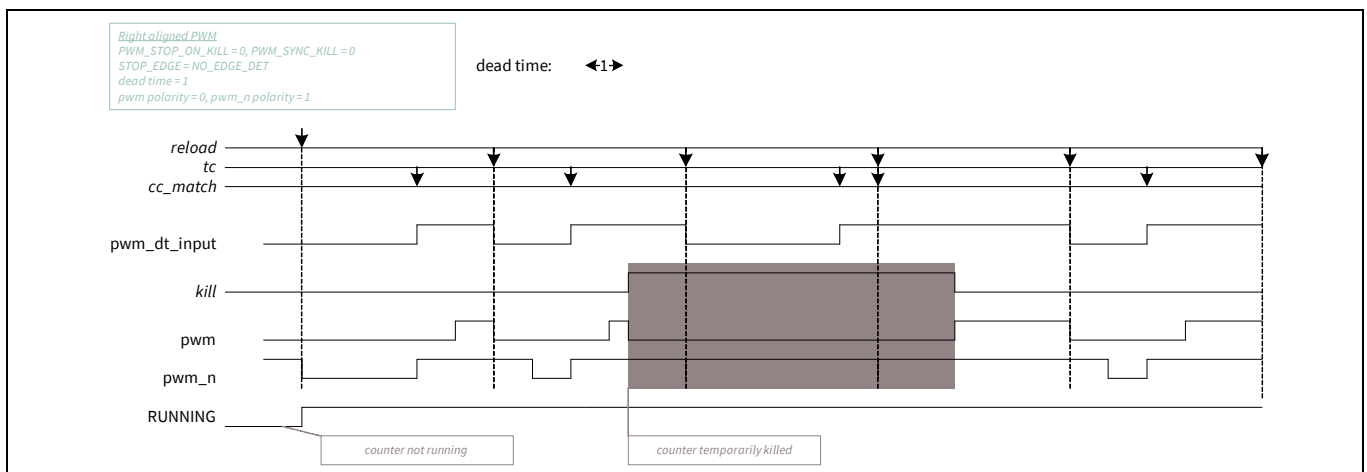 Right aligned PWM
PWM_STOP_ON_KILL = 0, PWM_SYNC_KILL = 0
STOP_EDGE = NO_EDGE_DET
dead time = 1
pwm polarity = 0, pwm_n polarity = 1
dead time: 1
reload
tc
cc_match
pwm_dt_input
kill
pwm
pwm_n
RUNNING
counter not running
counter temporarily killed